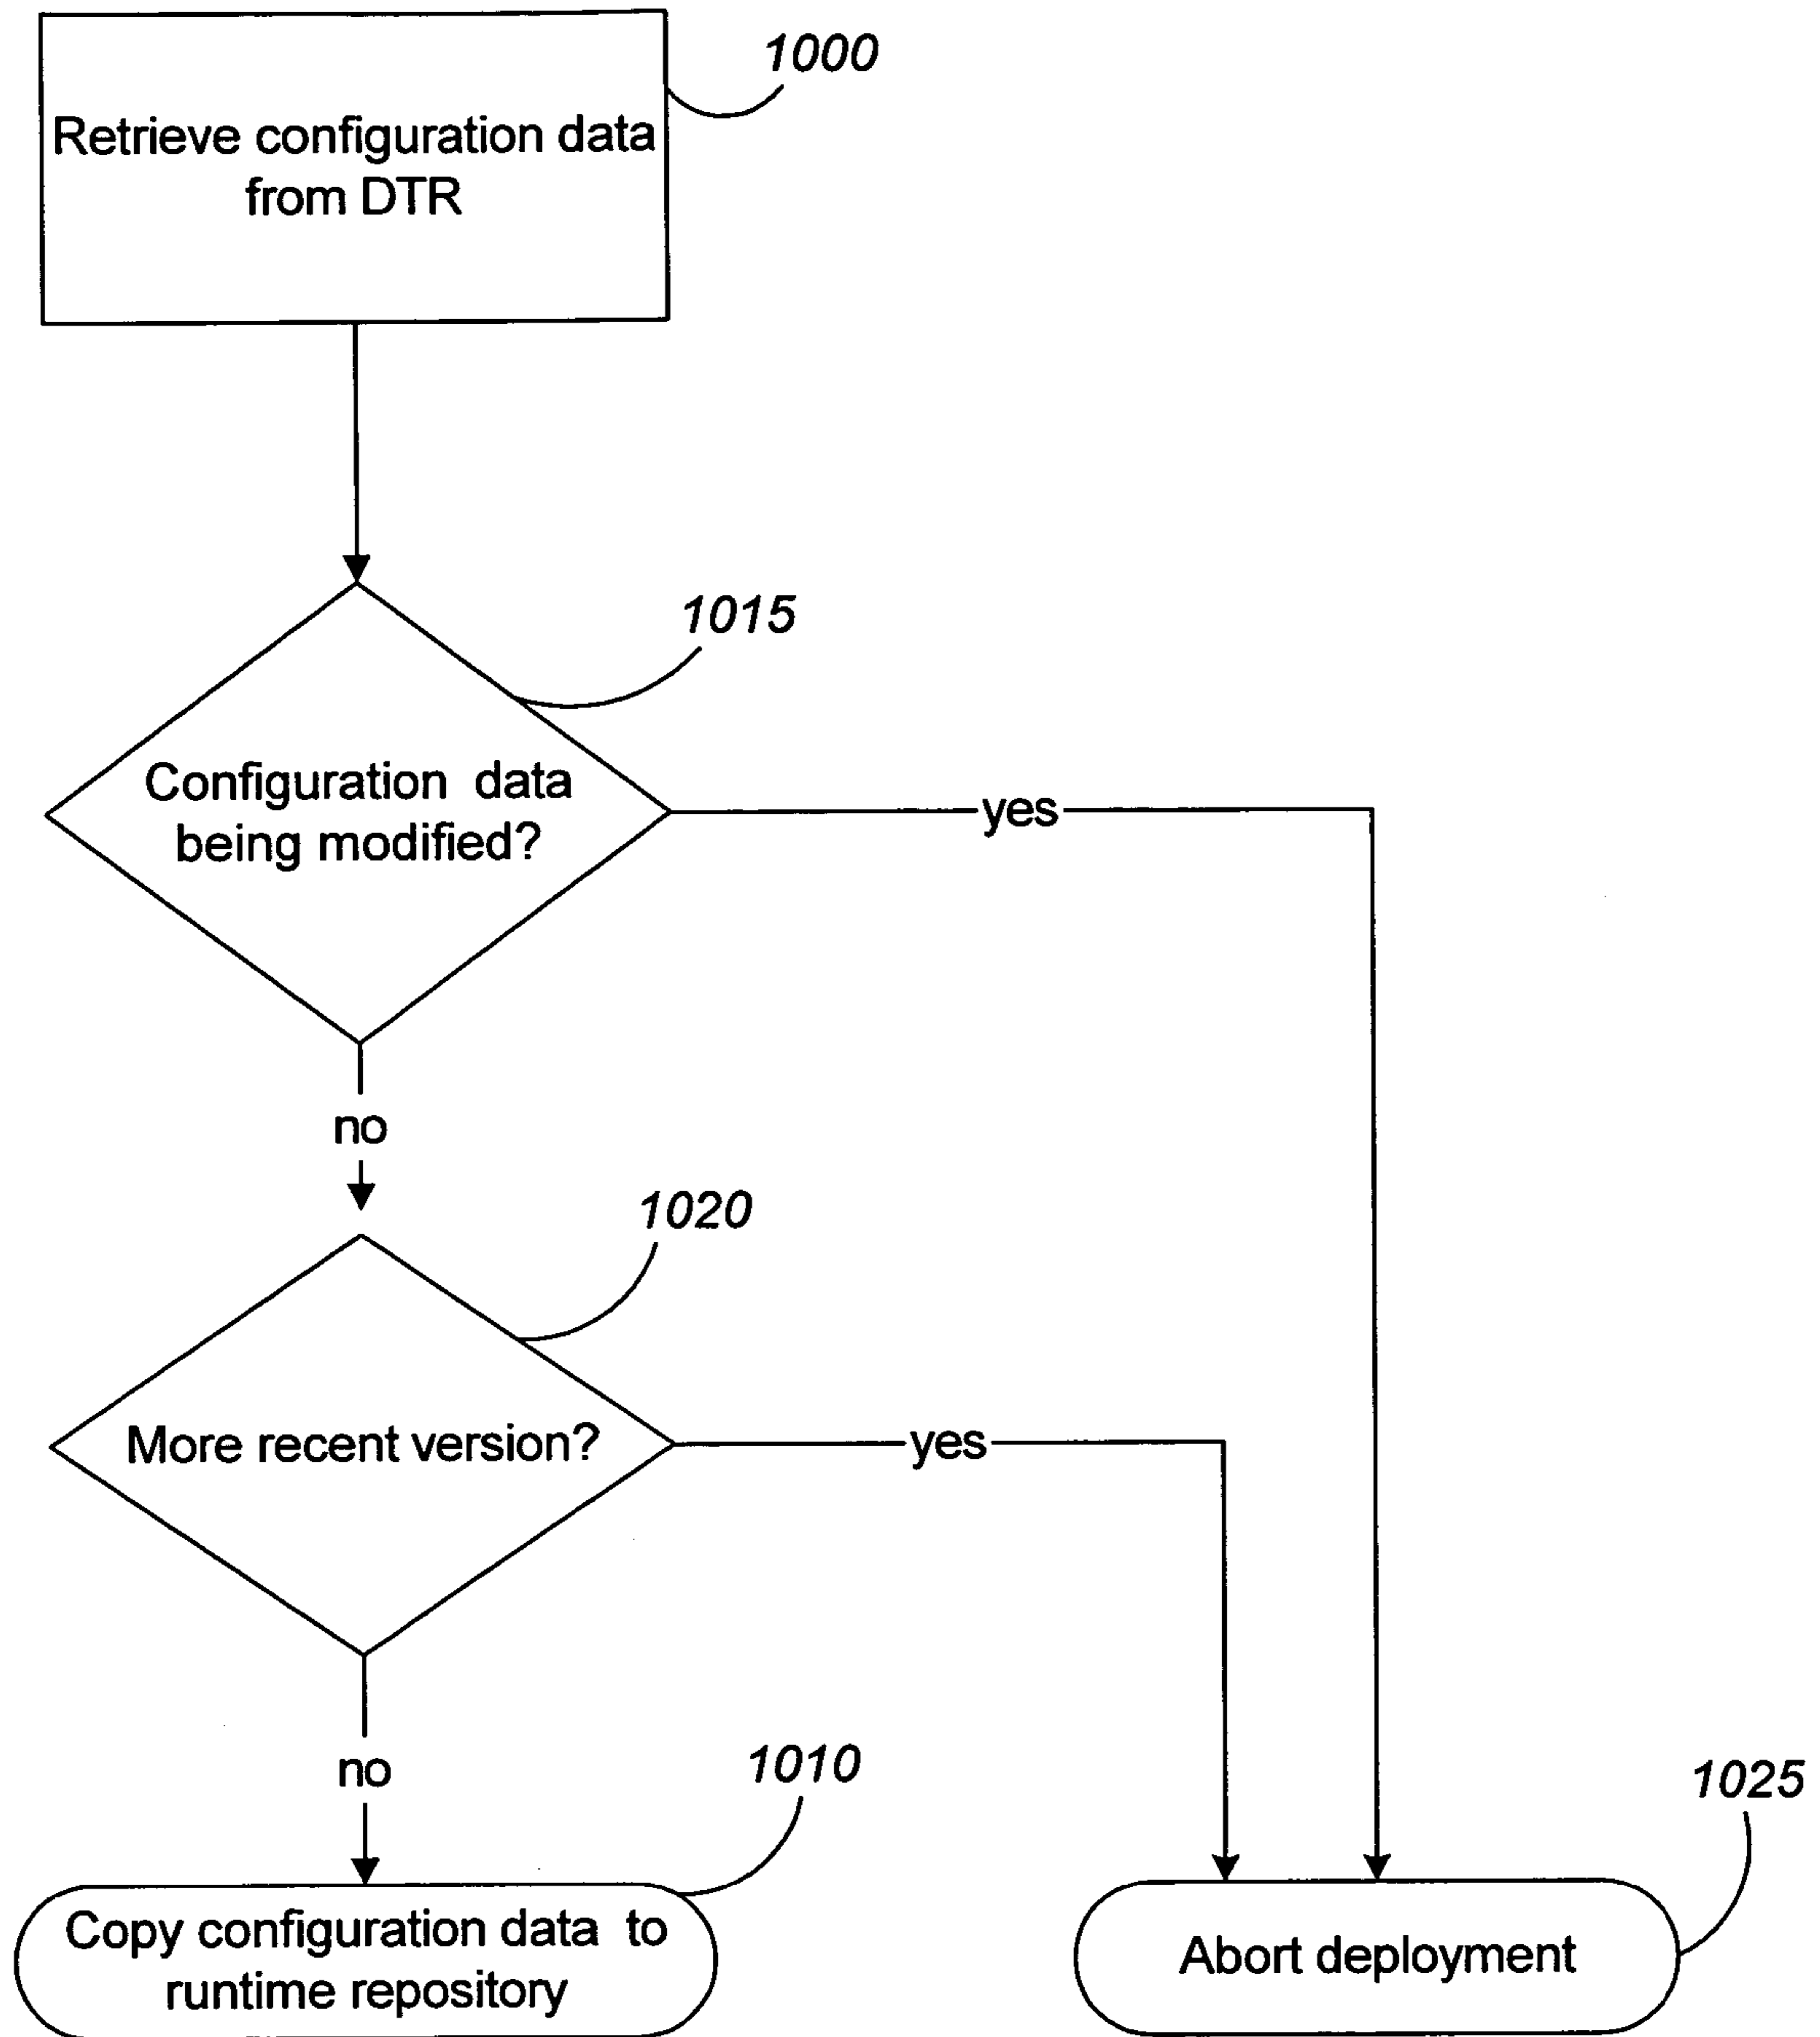 1000
Retrieve configuration data
from DTR
1015
Configuration data
being modified?
yes
no
1020
More recent version?
yes
no
1010
1025
Copy configuration data to
runtime repository
Abort deployment